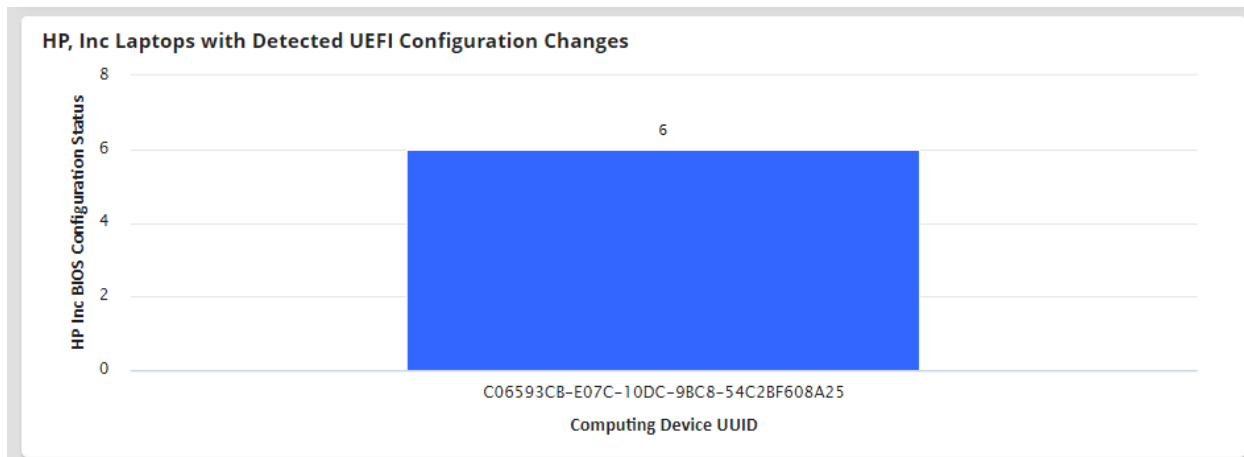 HP, Inc Laptops with Detected UEFI Configuration Changes
HP Inc BIOS Configuration Status
8
6
4
2
0
6
C06593CB-E07C-10DC-9BC8-54C2BF608A25
Computing Device UUID